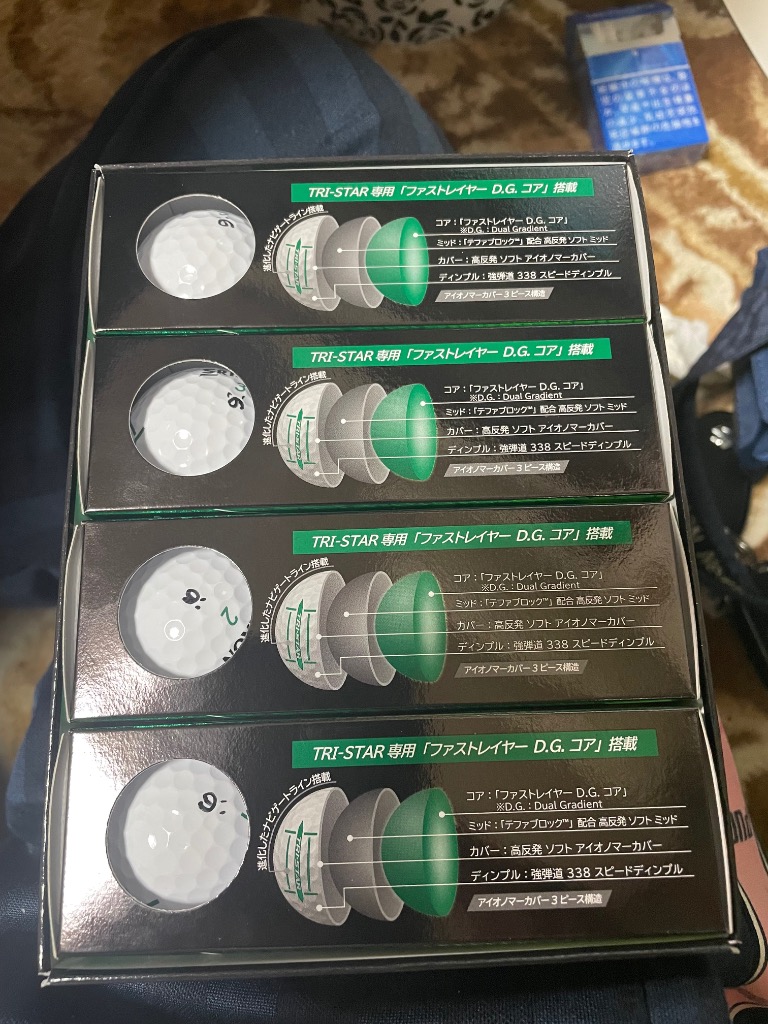 TRI-STAR 専用「ファストレイヤー D.G. コア」搭載
進化したナビゲートライン搭載
コア：「ファストレイヤー D.G. コア」
※D.G.：Dual Gradient
ミッド：「テファブロック™」配合 高反発 ソフト ミッド
カバー：高反発 ソフト アイオノマーカバー
ディンプル：強弾道 338 スピードディンプル
アイオノマーカバー3ピース構造
TRI-STAR
TRI-STAR 専用「ファストレイヤー D.G. コア」搭載
進化したナビゲートライン搭載
コア：「ファストレイヤー D.G. コア」
※D.G.：Dual Gradient
ミッド：「テファブロック™」配合 高反発 ソフト ミッド
カバー：高反発 ソフト アイオノマーカバー
ディンプル：強弾道 338 スピードディンプル
アイオノマーカバー3ピース構造
TRI-STAR
TRI-STAR 専用「ファストレイヤー D.G. コア」搭載
進化したナビゲートライン搭載
コア：「ファストレイヤー D.G. コア」
※D.G.：Dual Gradient
ミッド：「テファブロック™」配合 高反発 ソフト ミッド
カバー：高反発 ソフト アイオノマーカバー
ディンプル：強弾道 338 スピードディンプル
アイオノマーカバー3ピース構造
TRI-STAR
2
TRI-STAR 専用「ファストレイヤー D.G. コア」搭載
進化したナビゲートライン搭載
コア：「ファストレイヤー D.G. コア」
※D.G.：Dual Gradient
ミッド：「テファブロック™」配合 高反発 ソフト ミッド
カバー：高反発 ソフト アイオノマーカバー
ディンプル：強弾道 338 スピードディンプル
アイオノマーカバー3ピース構造
TRI-STAR